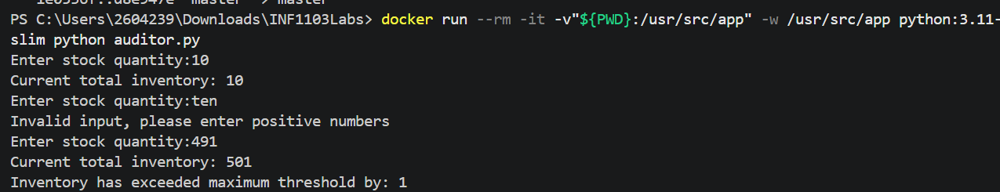 PS C:\Users\2604239\Downloads\INF1103Labs> docker run --rm -it -v"${PWD}:/usr/src/app" -w /usr/src/app python:3.11-
slim python auditor.py
Enter stock quantity:10
Current total inventory: 10
Enter stock quantity:ten
Invalid input, please enter positive numbers
Enter stock quantity:491
Current total inventory: 501
Inventory has exceeded maximum threshold by: 1